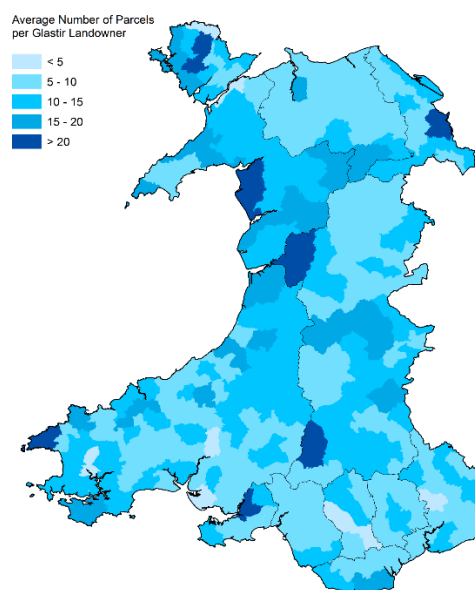 Average Number of Parcels
per Glastir Landowner
< 5
5 - 10
10 - 15
15 - 20
> 20